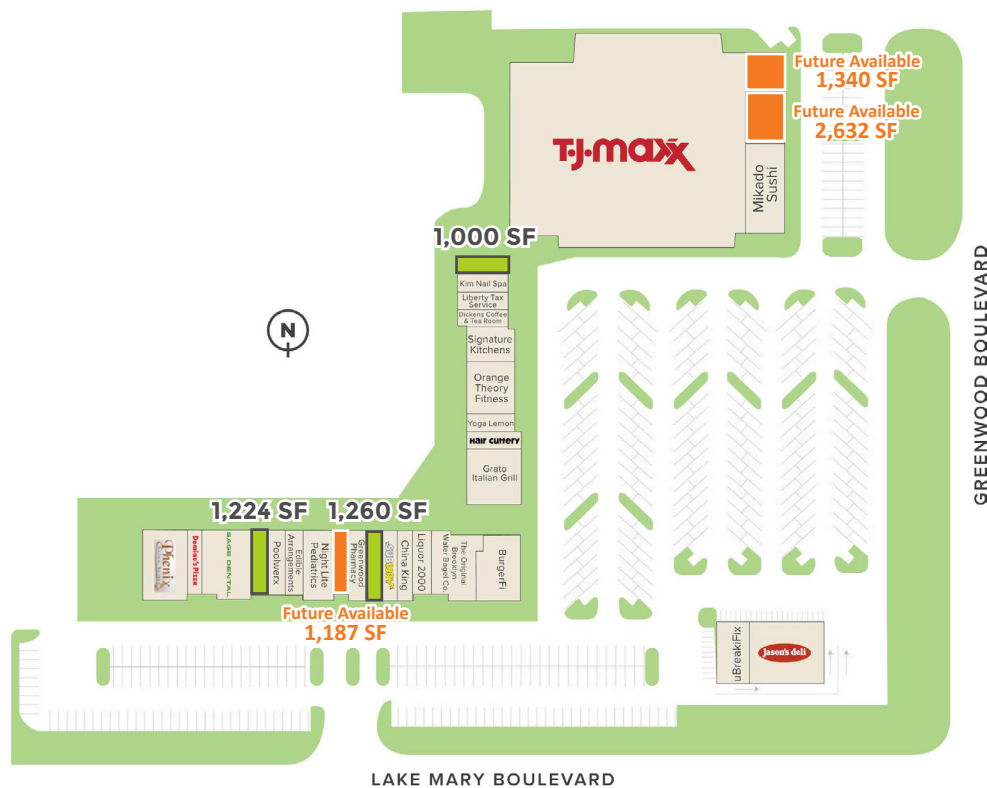 Future Available
1,340 SF
Future Available
2,632 SF
T·J·maxx
Mikado
Sushi
1,000 SF
Kim Nail Spa
Liberty Tax
Service
Dickens Coffee
& Tea Room
N
Signature
Kitchens
Orange
Theory
Fitness
Yoga Lemon
Hair Cuttery
Grato
Italian Grill
GREENWOOD BOULEVARD
1,224 SF
1,260 SF
Phenix
Domino's Pizza
SAGE DENTAL
Poolwerx
Edible
Arrangements
Night Lite
Pediatrics
Greenwood
Pharmacy
SUBWAY
China King
Liquor 2000
The Original
Brooklyn
Water Bagel Co.
BurgerFi
Future Available
1,187 SF
uBreakiFix
Jason's deli
LAKE MARY BOULEVARD